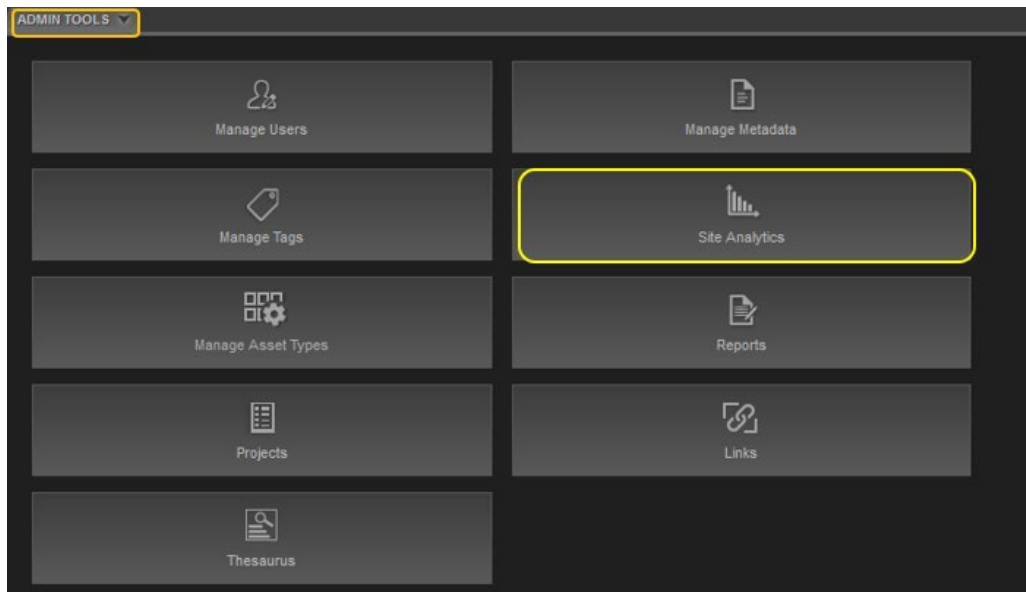 ADMIN TOOLS
Manage Users
Manage Metadata
Manage Tags
Site Analytics
Manage Asset Types
Reports
Projects
Links
Thesaurus